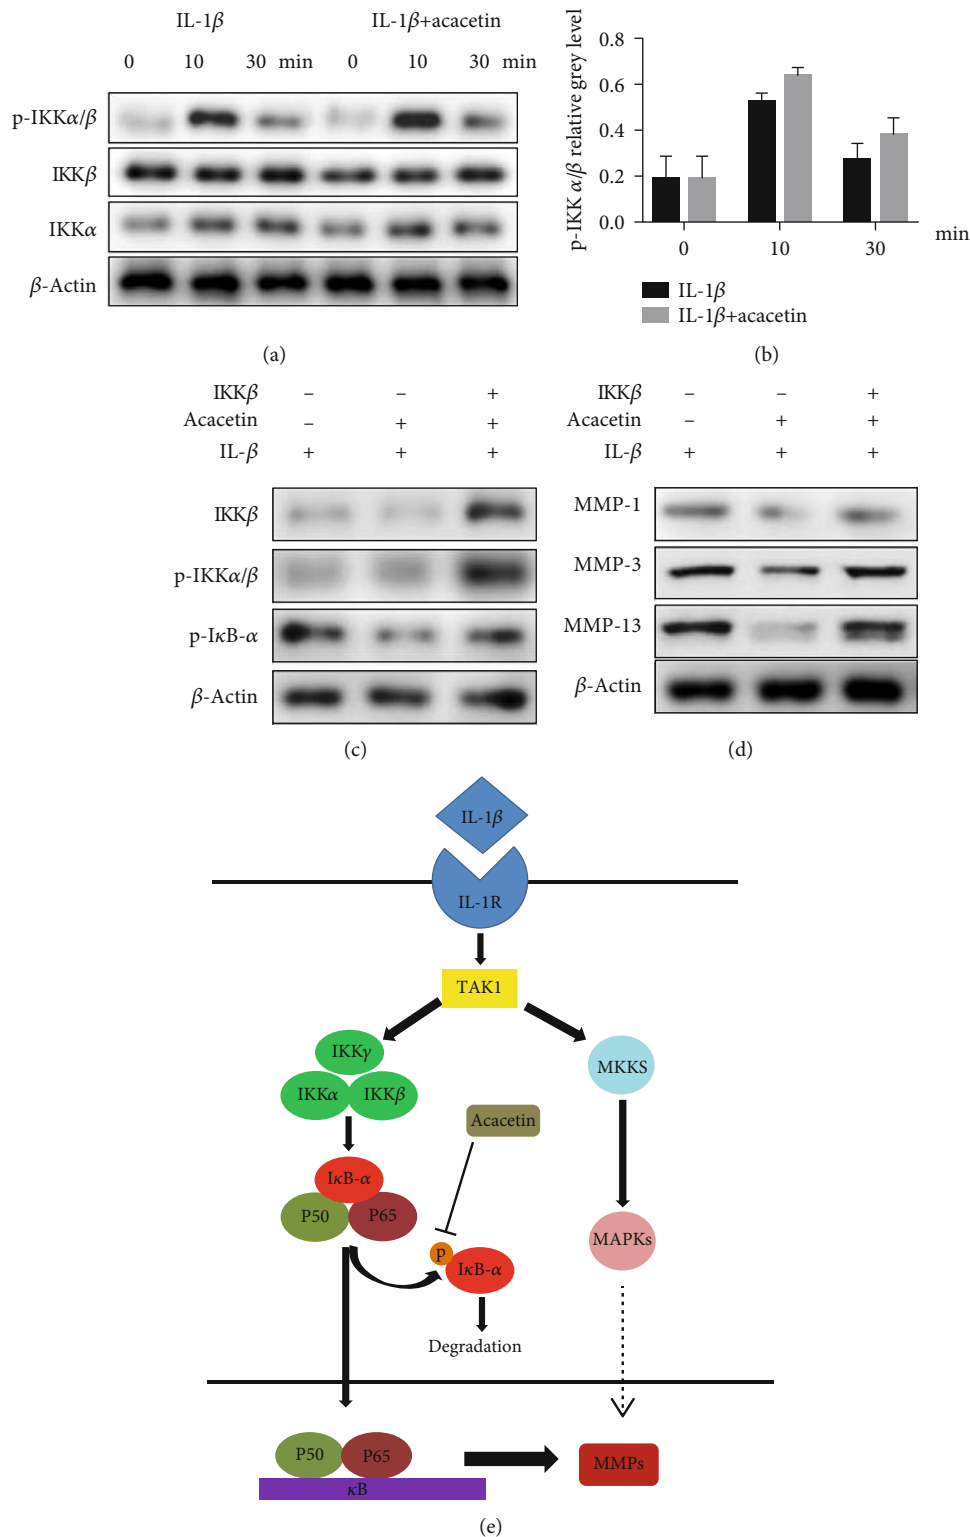 IL-1β IL-1β+acacetin
0 10 30 min 0 10 30 min
p-IKKα/β
IKKβ
IKKα
β-Actin
(a)
p-IKK α/β relative grey level
0.8
0.6
0.4
0.2
0.0
0 10 30 min
IL-1β
IL-1β+acacetin
(b)
IKKβ – – +
Acacetin – + +
IL-β + + +
IKKβ
p-IKKα/β
p-IκB-α
β-Actin
(c)
IKKβ – – +
Acacetin – + +
IL-β + + +
MMP-1
MMP-3
MMP-13
β-Actin
(d)
IL-1β
IL-1R
TAK1
IKKγ
IKKα IKKβ
MKKS
Acacetin
IκB-α
P50 P65
P
IκB-α
MAPKs
Degradation
P50 P65
κB
MMPs
(e)